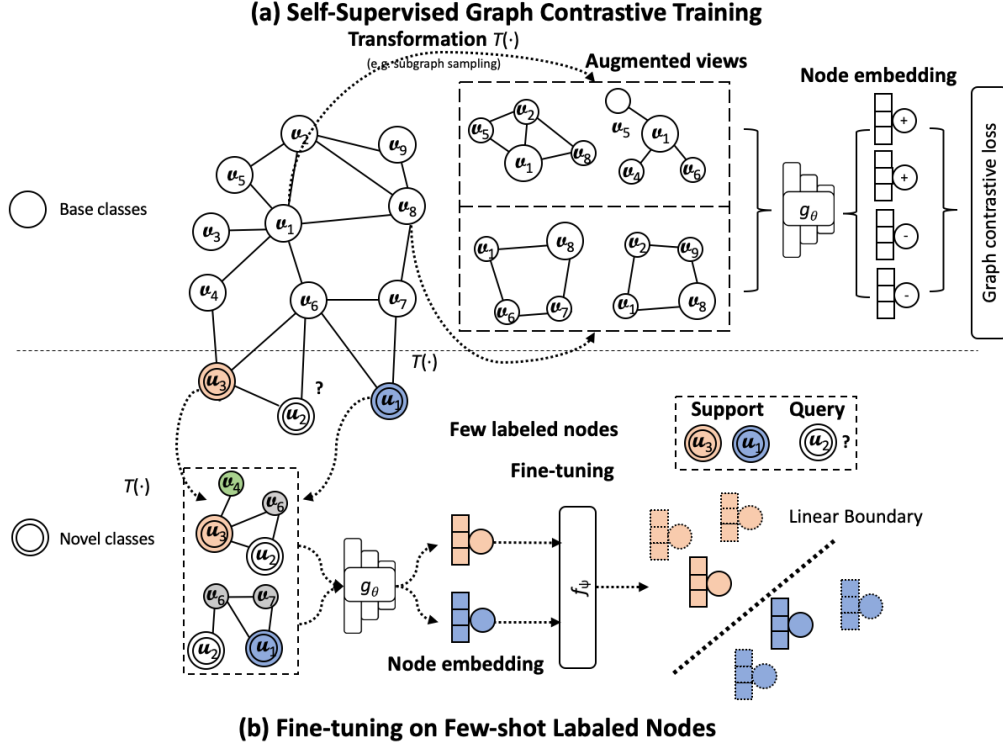 (a) Self-Supervised Graph Contrastive Training
Transformation T(·)
(e.g. subgraph sampling)
Augmented views
Node embedding
v2
v9
v5
v8
v1
v3
v4
v6
v7
Base classes
v2
v5
v1
v8
v5
v1
v4
v6
v1
v8
v6
v7
v2
v9
v1
v8
gθ
+
+
-
-
Graph contrastive loss
T(·)
u3
u2
?
u1
Few labeled nodes
Fine-tuning
Support Query
u3 u1 u2 ?
T(·)
Novel classes
v4
v6
u3
u2
v6
v7
u2
u1
gθ
Node embedding
fψ
Linear Boundary
(b) Fine-tuning on Few-shot Labeled Nodes